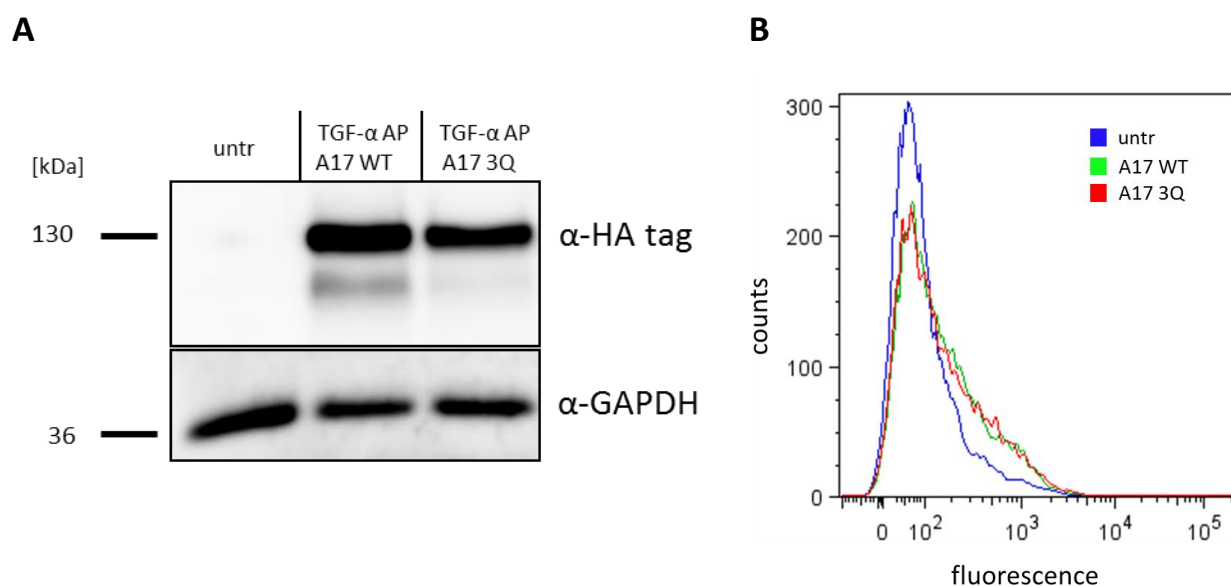 A
B
untr
TGF-α AP
A17 WT
TGF-α AP
A17 3Q
[kDa]
130
α-HA tag
36
α-GAPDH
300
200
100
0
counts
untr
A17 WT
A17 3Q
0
10²
10³
10⁴
10⁵
fluorescence